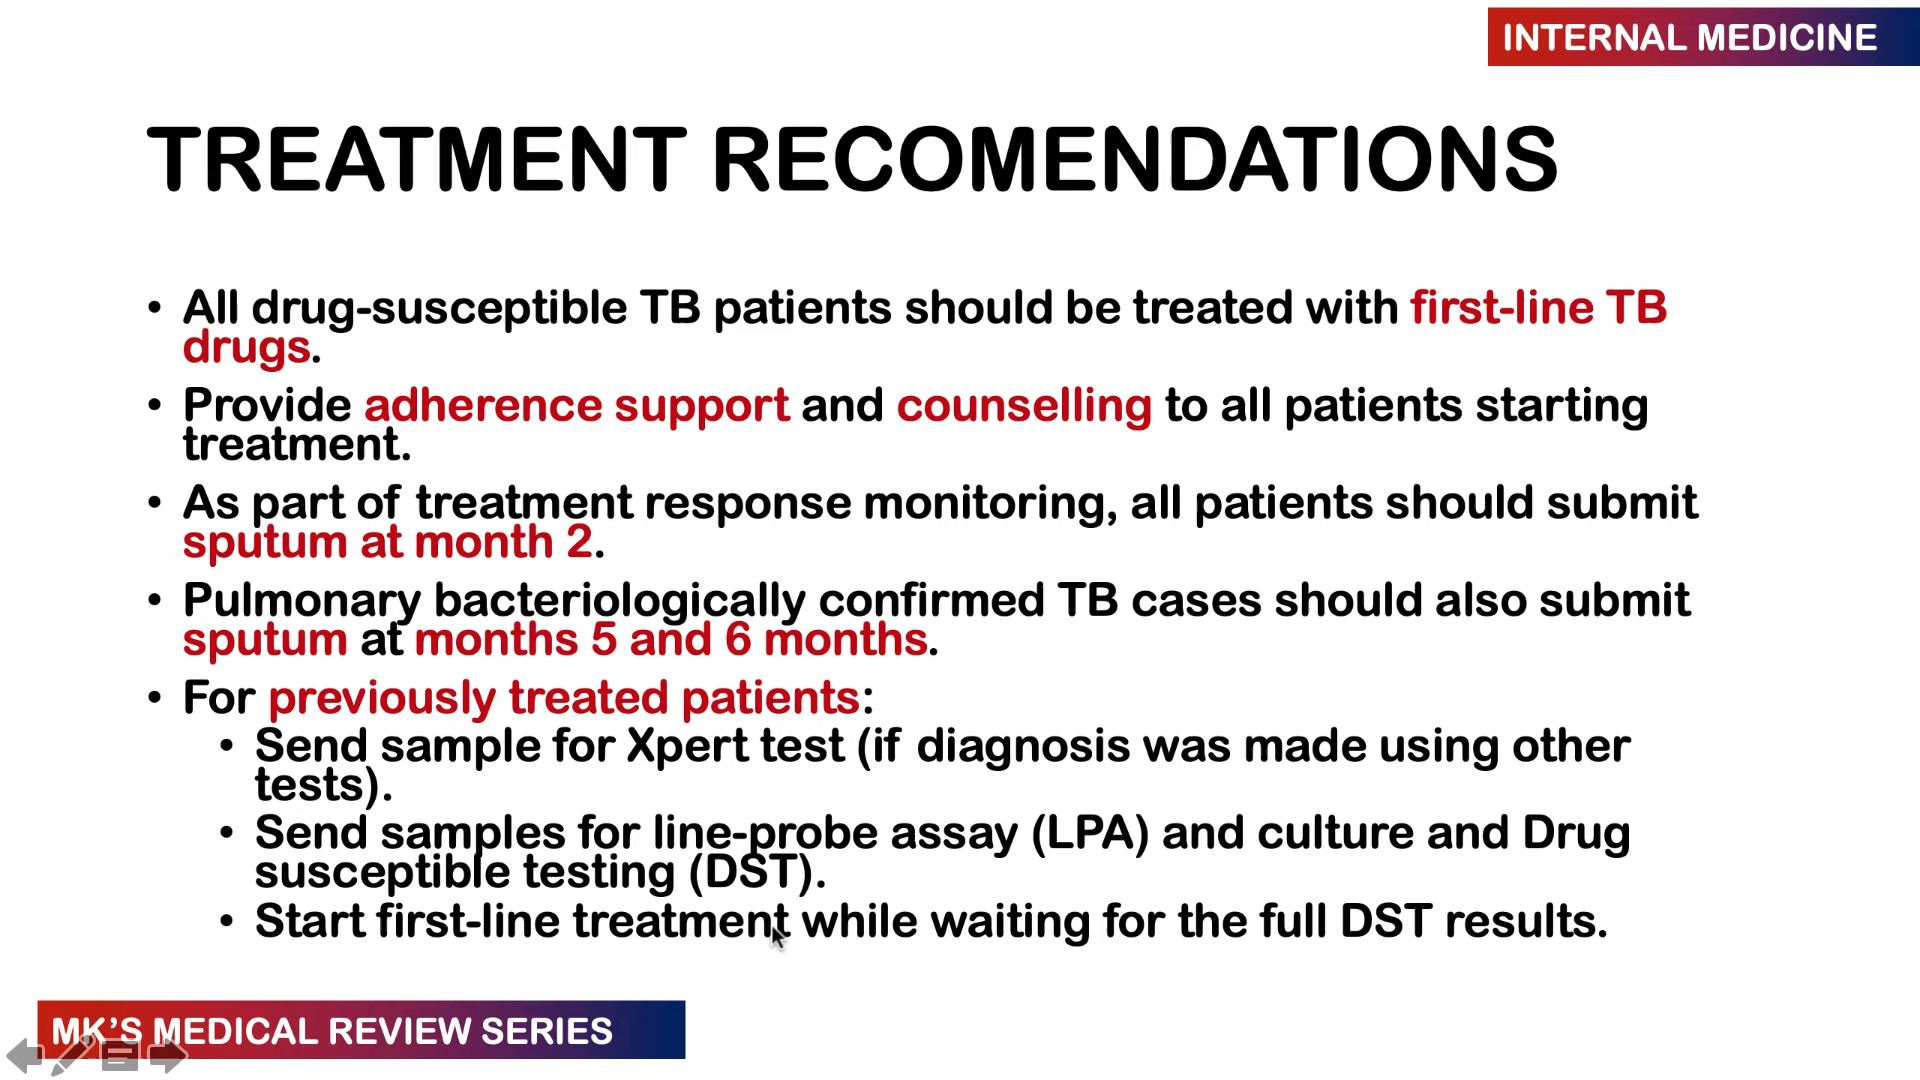 INTERNAL MEDICINE
TREATMENT RECOMENDATIONS
• All drug-susceptible TB patients should be treated with first-line TB
drugs.
• Provide adherence support and counselling to all patients starting
treatment.
• As part of treatment response monitoring, all patients should submit
sputum at month 2.
• Pulmonary bacteriologically confirmed TB cases should also submit
sputum at months 5 and 6 months.
• For previously treated patients:
• Send sample for Xpert test (if diagnosis was made using other
tests).
• Send samples for line-probe assay (LPA) and culture and Drug
susceptible testing (DST).
• Start first-line treatment while waiting for the full DST results.
MK'S MEDICAL REVIEW SERIES